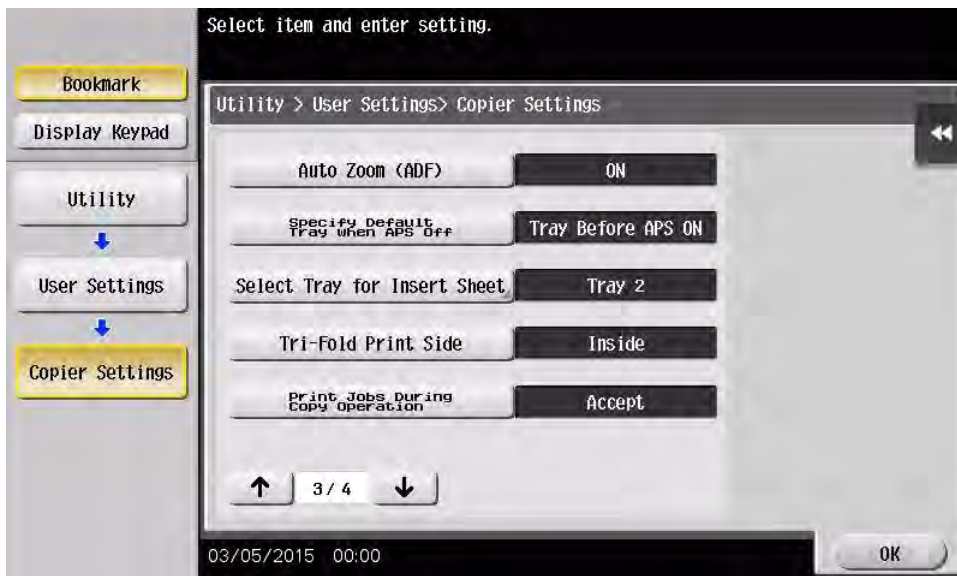 Select item and enter setting.
Bookmark
Display Keypad
Utility
User Settings
Copier Settings
Utility > User Settings> Copier Settings
Auto Zoom (ADF)
ON
Specify Default
Tray when APS Off
Tray Before APS ON
Select Tray for Insert Sheet
Tray 2
Tri-Fold Print Side
Inside
Print Jobs During
Copy Operation
Accept
3/ 4
03/05/2015 00:00
OK